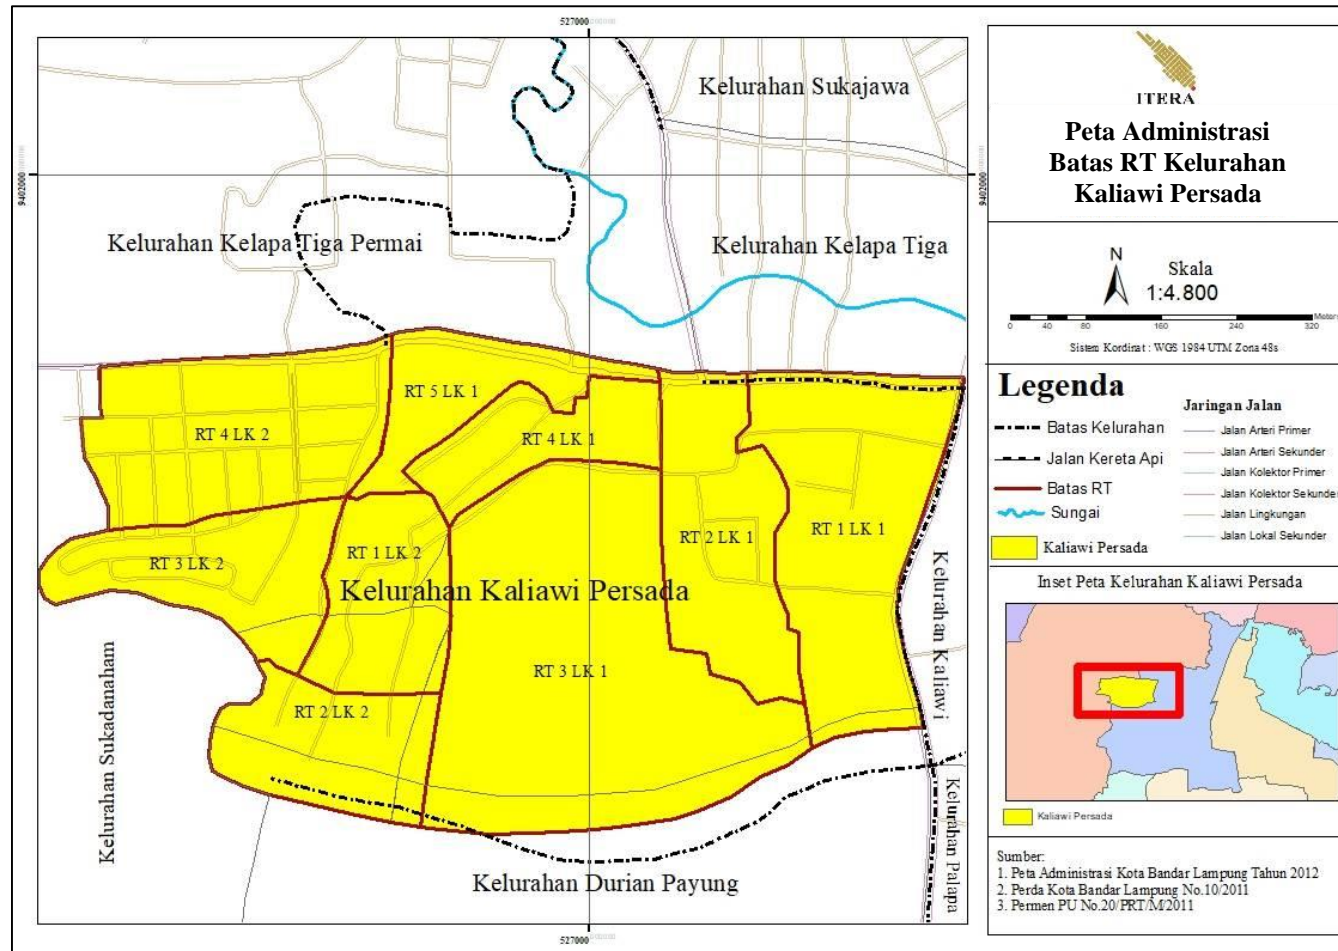 527000
Kelurahan Sukajawa
9402000
9402000
Kelurahan Kelapa Tiga Permai
Kelurahan Kelapa Tiga
RT 5 LK 1
RT 4 LK 2
RT 4 LK 1
RT 3 LK 2
RT 1 LK 2
RT 2 LK 1
RT 1 LK 1
Kelurahan Kaliawi Persada
RT 3 LK 1
RT 2 LK 2
Kelurahan Sukadanaham
Kelurahan Kaliawi
Kelurahan Palapa
Kelurahan Durian Payung
527000
ITERA
Peta Administrasi
Batas RT Kelurahan
Kaliawi Persada
N
Skala
1:4.800
0 40 80 160 240 320
Meters
Sistem Kordinat : WGS 1984 UTM Zona 48s
Legenda
Batas Kelurahan
Jalan Kereta Api
Batas RT
Sungai
Kaliawi Persada
Jaringan Jalan
Jalan Arteri Primer
Jalan Arteri Sekunder
Jalan Kolektor Primer
Jalan Kolektor Sekunder
Jalan Lingkungan
Jalan Lokal Sekunder
Inset Peta Kelurahan Kaliawi Persada
Kaliawi Persada
Sumber:
1. Peta Administrasi Kota Bandar Lampung Tahun 2012
2. Perda Kota Bandar Lampung No.10/2011
3. Permen PU No.20/PRT/M/2011